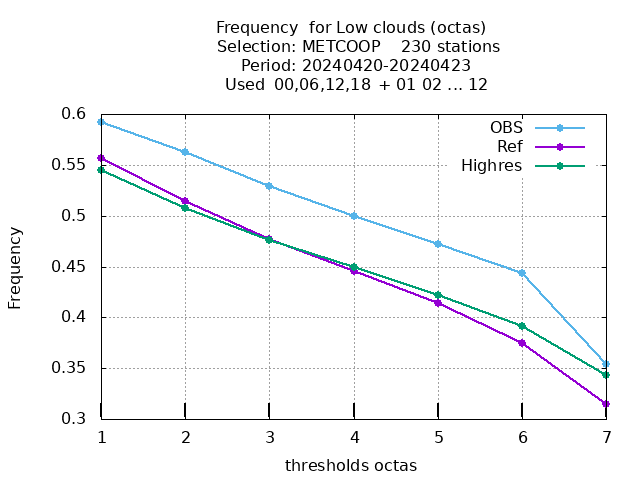 Frequency  for Low clouds (octas)
Selection: METCOOP    230 stations
Period: 20240420-20240423
Used  00,06,12,18 + 01 02 ... 12
0.6
0.55
0.5
0.45
0.4
0.35
0.3
Frequency
OBS
Ref
Highres
1 2 3 4 5 6 7
thresholds octas